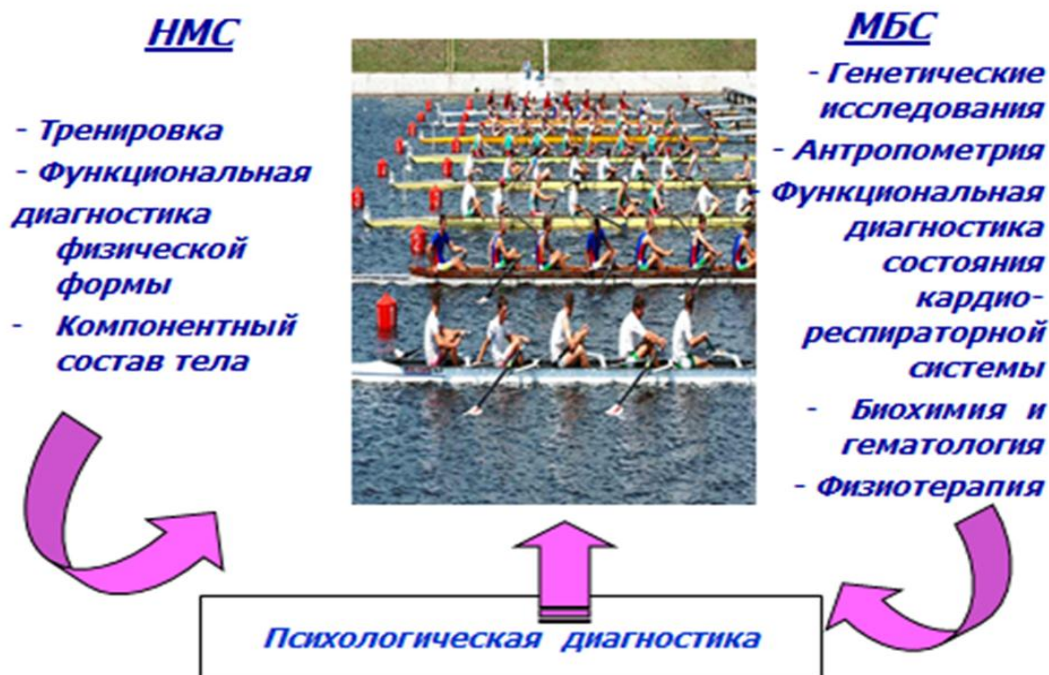 НМС
- Тренировка
- Функциональная
диагностика
физической
формы
- Компонентный
состав тела
МБС
- Генетические
исследования
- Антропометрия
- Функциональная
диагностика
состояния
кардио-
респираторной
системы
- Биохимия и
гематология
- Физиотерапия
Психологическая диагностика